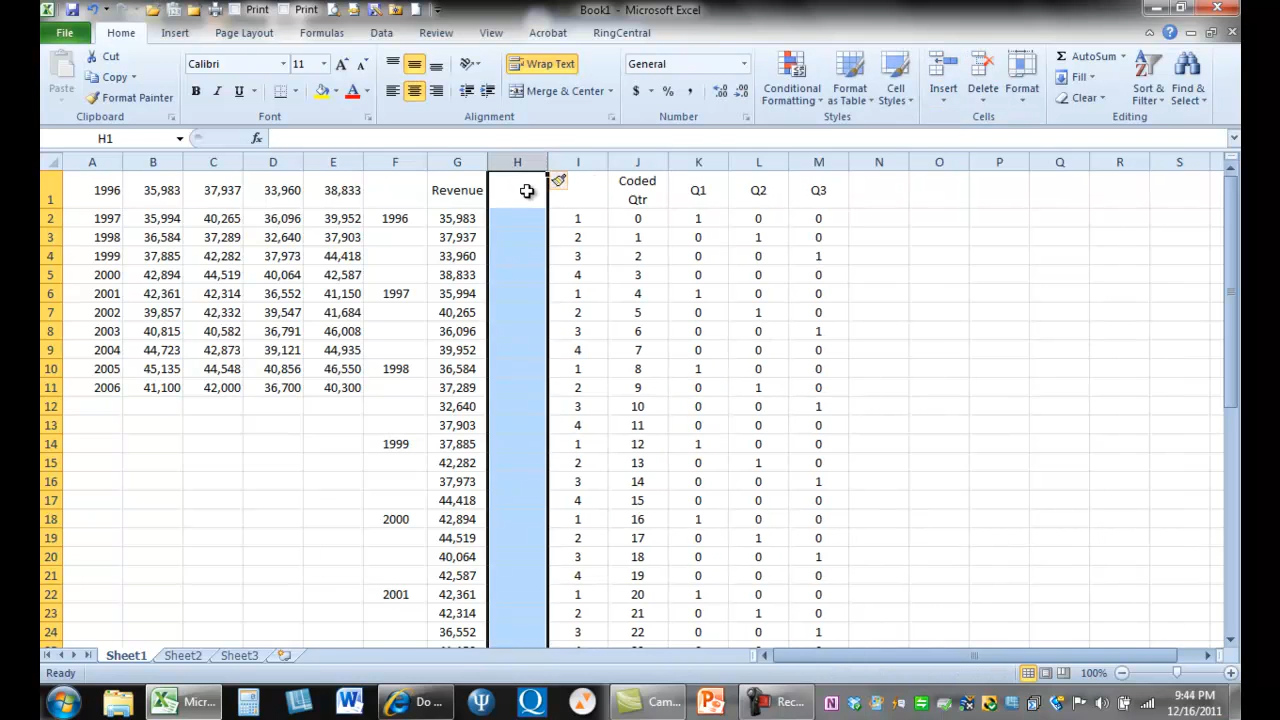 Print Print Book1 - Microsoft Excel
File Home Insert Page Layout Formulas Data Review View Acrobat RingCentral
Paste Cut Copy Format Painter Clipboard
Calibri 11 B I U A Font
Wrap Text Merge & Center Alignment
General $ % , Number
Conditional Formatting Format as Table Cell Styles Styles
Insert Delete Format Cells
AutoSum Fill Clear Sort & Filter Find & Select Editing
H1 fx
A B C D E F G H I J K L M N O P Q R S
1 1996 35,983 37,937 33,960 38,833 Revenue Coded Qtr Q1 Q2 Q3
2 1997 35,994 40,265 36,096 39,952 1996 35,983 1 0 1 0 0
3 1998 36,584 37,289 32,640 37,903 37,937 2 1 0 1 0
4 1999 37,885 42,282 37,973 44,418 33,960 3 2 0 0 1
5 2000 42,894 44,519 40,064 42,587 38,833 4 3 0 0 0
6 2001 42,361 42,314 36,552 41,150 1997 35,994 1 4 1 0 0
7 2002 39,857 42,332 39,547 41,684 40,265 2 5 0 1 0
8 2003 40,815 40,582 36,791 46,008 36,096 3 6 0 0 1
9 2004 44,723 42,873 39,121 44,935 39,952 4 7 0 0 0
10 2005 45,135 44,548 40,856 46,550 1998 36,584 1 8 1 0 0
11 2006 41,100 42,000 36,700 40,300 37,289 2 9 0 1 0
12 32,640 3 10 0 0 1
13 37,903 4 11 0 0 0
14 1999 37,885 1 12 1 0 0
15 42,282 2 13 0 1 0
16 37,973 3 14 0 0 1
17 44,418 4 15 0 0 0
18 2000 42,894 1 16 1 0 0
19 44,519 2 17 0 1 0
20 40,064 3 18 0 0 1
21 42,587 4 19 0 0 0
22 2001 42,361 1 20 1 0 0
23 42,314 2 21 0 1 0
24 36,552 3 22 0 0 1
Sheet1 Sheet2 Sheet3
Ready 100%
Micr... Do ... Cam... Rec...
9:44 PM
12/16/2011